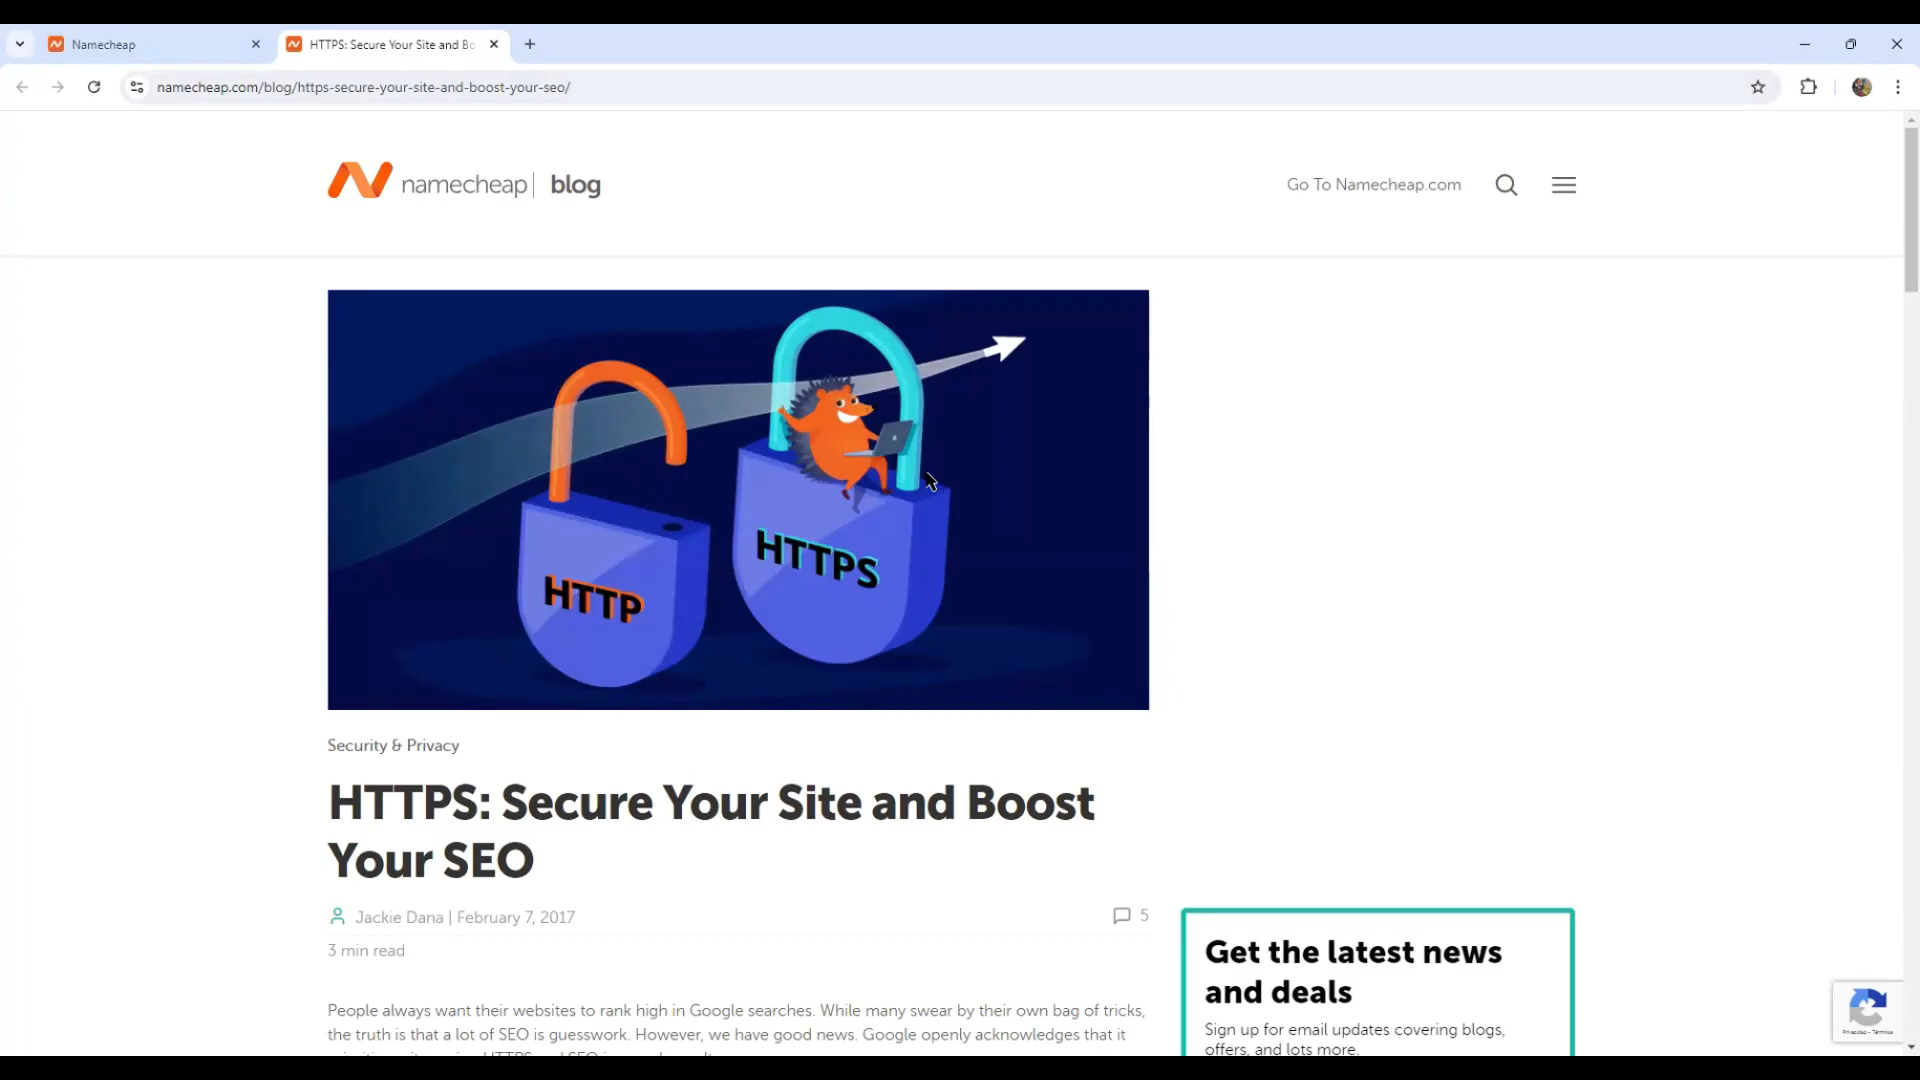 Namecheap
HTTPS: Secure Your Site and Bo
namecheap.com/blog/https-secure-your-site-and-boost-your-seo/
namecheap | blog
Go To Namecheap.com
HTTP
HTTPS
Security & Privacy
HTTPS: Secure Your Site and Boost
Your SEO
Jackie Dana | February 7, 2017
5
3 min read
People always want their websites to rank high in Google searches. While many swear by their own bag of tricks,
the truth is that a lot of SEO is guesswork. However, we have good news. Google openly acknowledges that it
Get the latest news
and deals
Sign up for email updates covering blogs,
offers, and lots more.
Privacidad - Términos